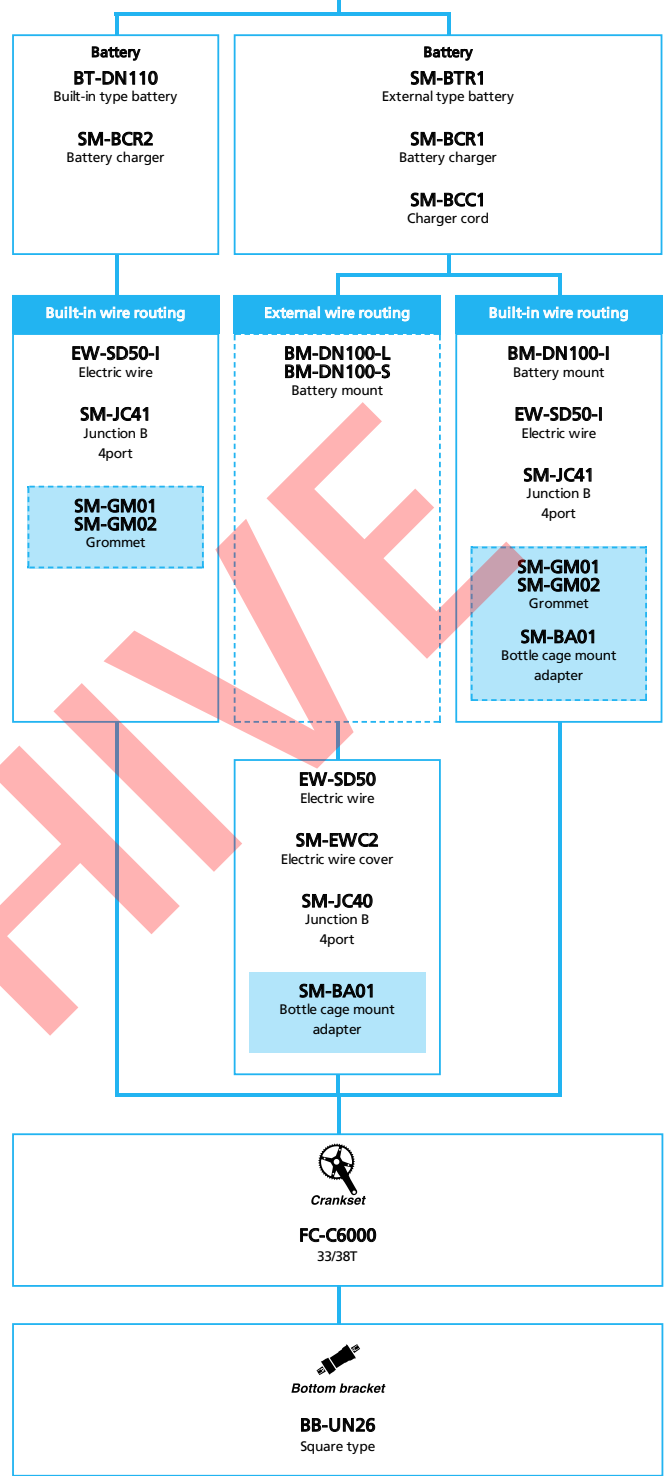 Battery
BT-DN110
Built-in type battery
SM-BCR2
Battery charger
Battery
SM-BTR1
External type battery
SM-BCR1
Battery charger
SM-BCC1
Charger cord
Built-in wire routing
EW-SD50-I
Electric wire
SM-JC41
Junction B
4port
SM-GM01
SM-GM02
Grommet
External wire routing
BM-DN100-L
BM-DN100-S
Battery mount
Built-in wire routing
BM-DN100-I
Battery mount
EW-SD50-I
Electric wire
SM-JC41
Junction B
4port
SM-GM01
SM-GM02
Grommet
SM-BA01
Bottle cage mount
adapter
EW-SD50
Electric wire
SM-EWC2
Electric wire cover
SM-JC40
Junction B
4port
SM-BA01
Bottle cage mount
adapter
HIVE
Crankset
FC-C6000
33/38T
Bottom bracket
BB-UN26
Square type